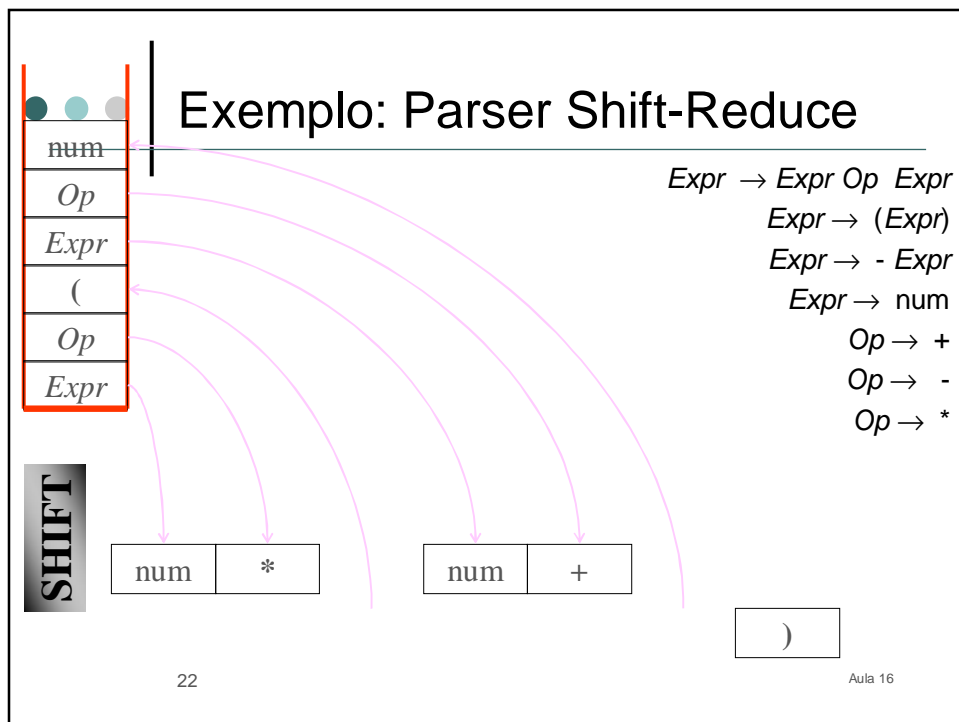 Exemplo: Parser Shift-Reduce
num
Op
Expr
(
Op
Expr
Expr → Expr Op Expr
Expr → (Expr)
Expr → - Expr
Expr → num
Op → +
Op → -
Op → *
SHIFT
num * num +
)
22 Aula 16